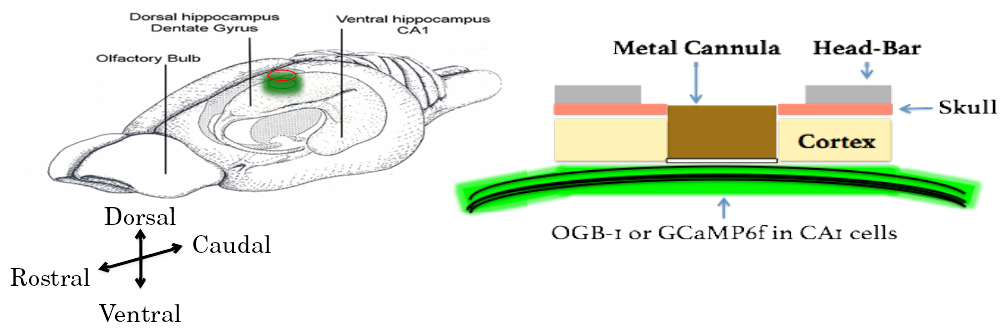 Dorsal hippocampus
Dentate Gyrus
Ventral hippocampus
CA1
Olfactory Bulb
Dorsal
Caudal
Rostral
Ventral
Metal Cannula
Head-Bar
Skull
Cortex
OGB-1 or GCaMP6f in CA1 cells